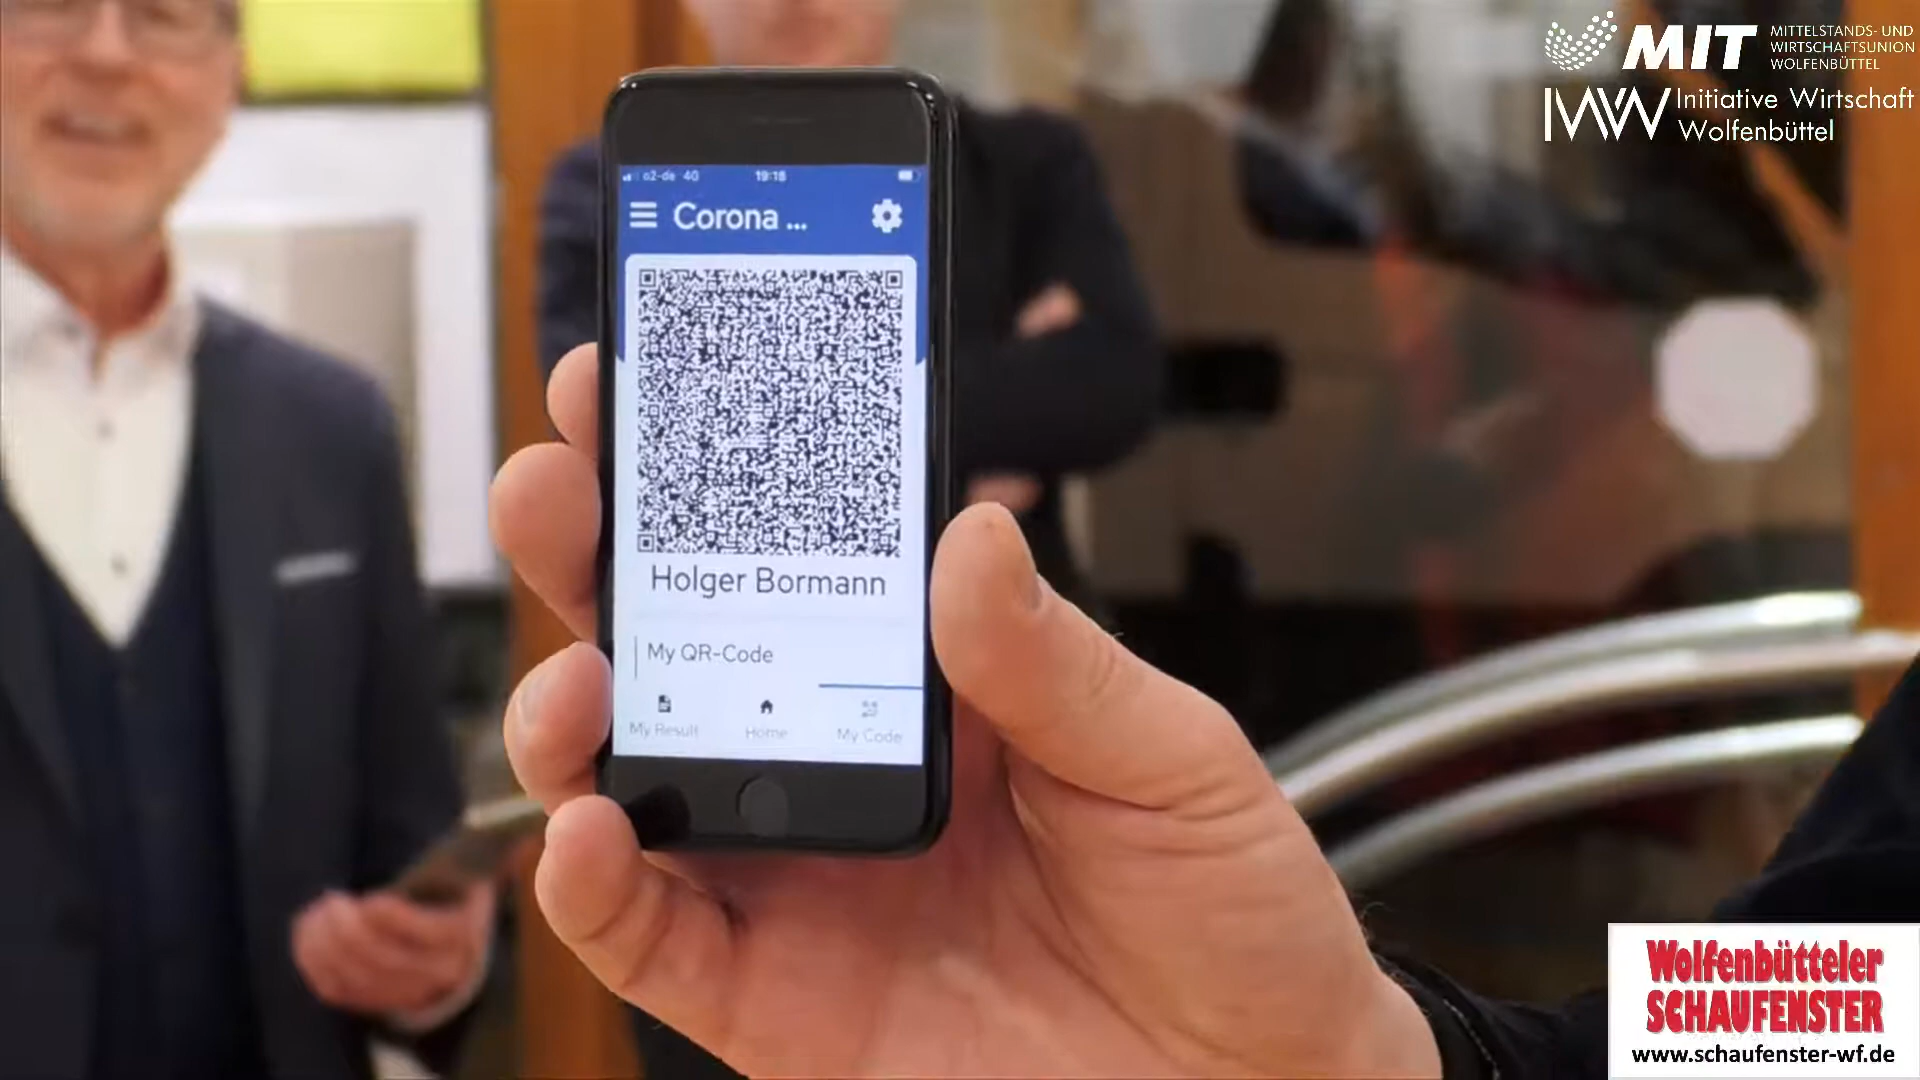 MIT
MITTELSTANDS- UND
WIRTSCHAFTSUNION
WOLFENBÜTTEL
IWW
Initiative Wirtschaft
Wolfenbüttel
o2-de 4G 19:18
Corona ...
Holger Bormann
My QR-Code
My Result Home My Code
Wolfenbütteler
SCHAUFENSTER
www.schaufenster-wf.de